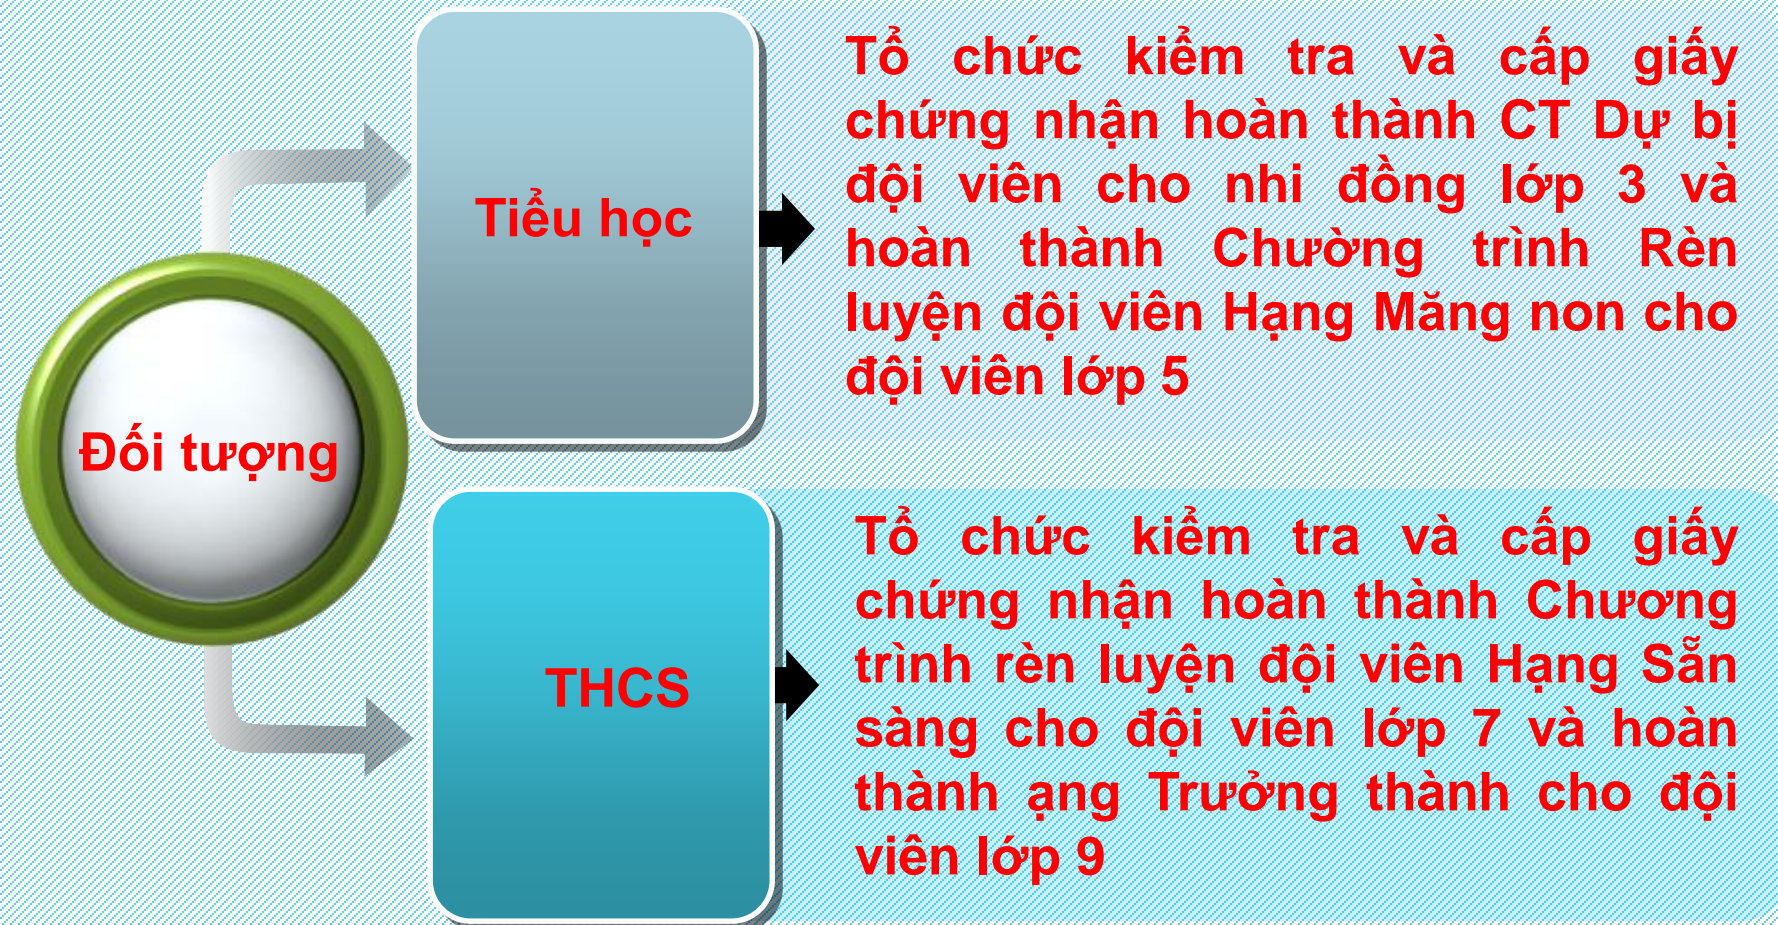 Đối tượng
Tiểu học
Tổ chức kiểm tra và cấp giấy
chứng nhận hoàn thành CT Dự bị
đội viên cho nhi đồng lớp 3 và
hoàn thành Chường trình Rèn
luyện đội viên Hạng Măng non cho
đội viên lớp 5
THCS
Tổ chức kiểm tra và cấp giấy
chứng nhận hoàn thành Chương
trình rèn luyện đội viên Hạng Sẵn
sàng cho đội viên lớp 7 và hoàn
thành ạng Trưởng thành cho đội
viên lớp 9